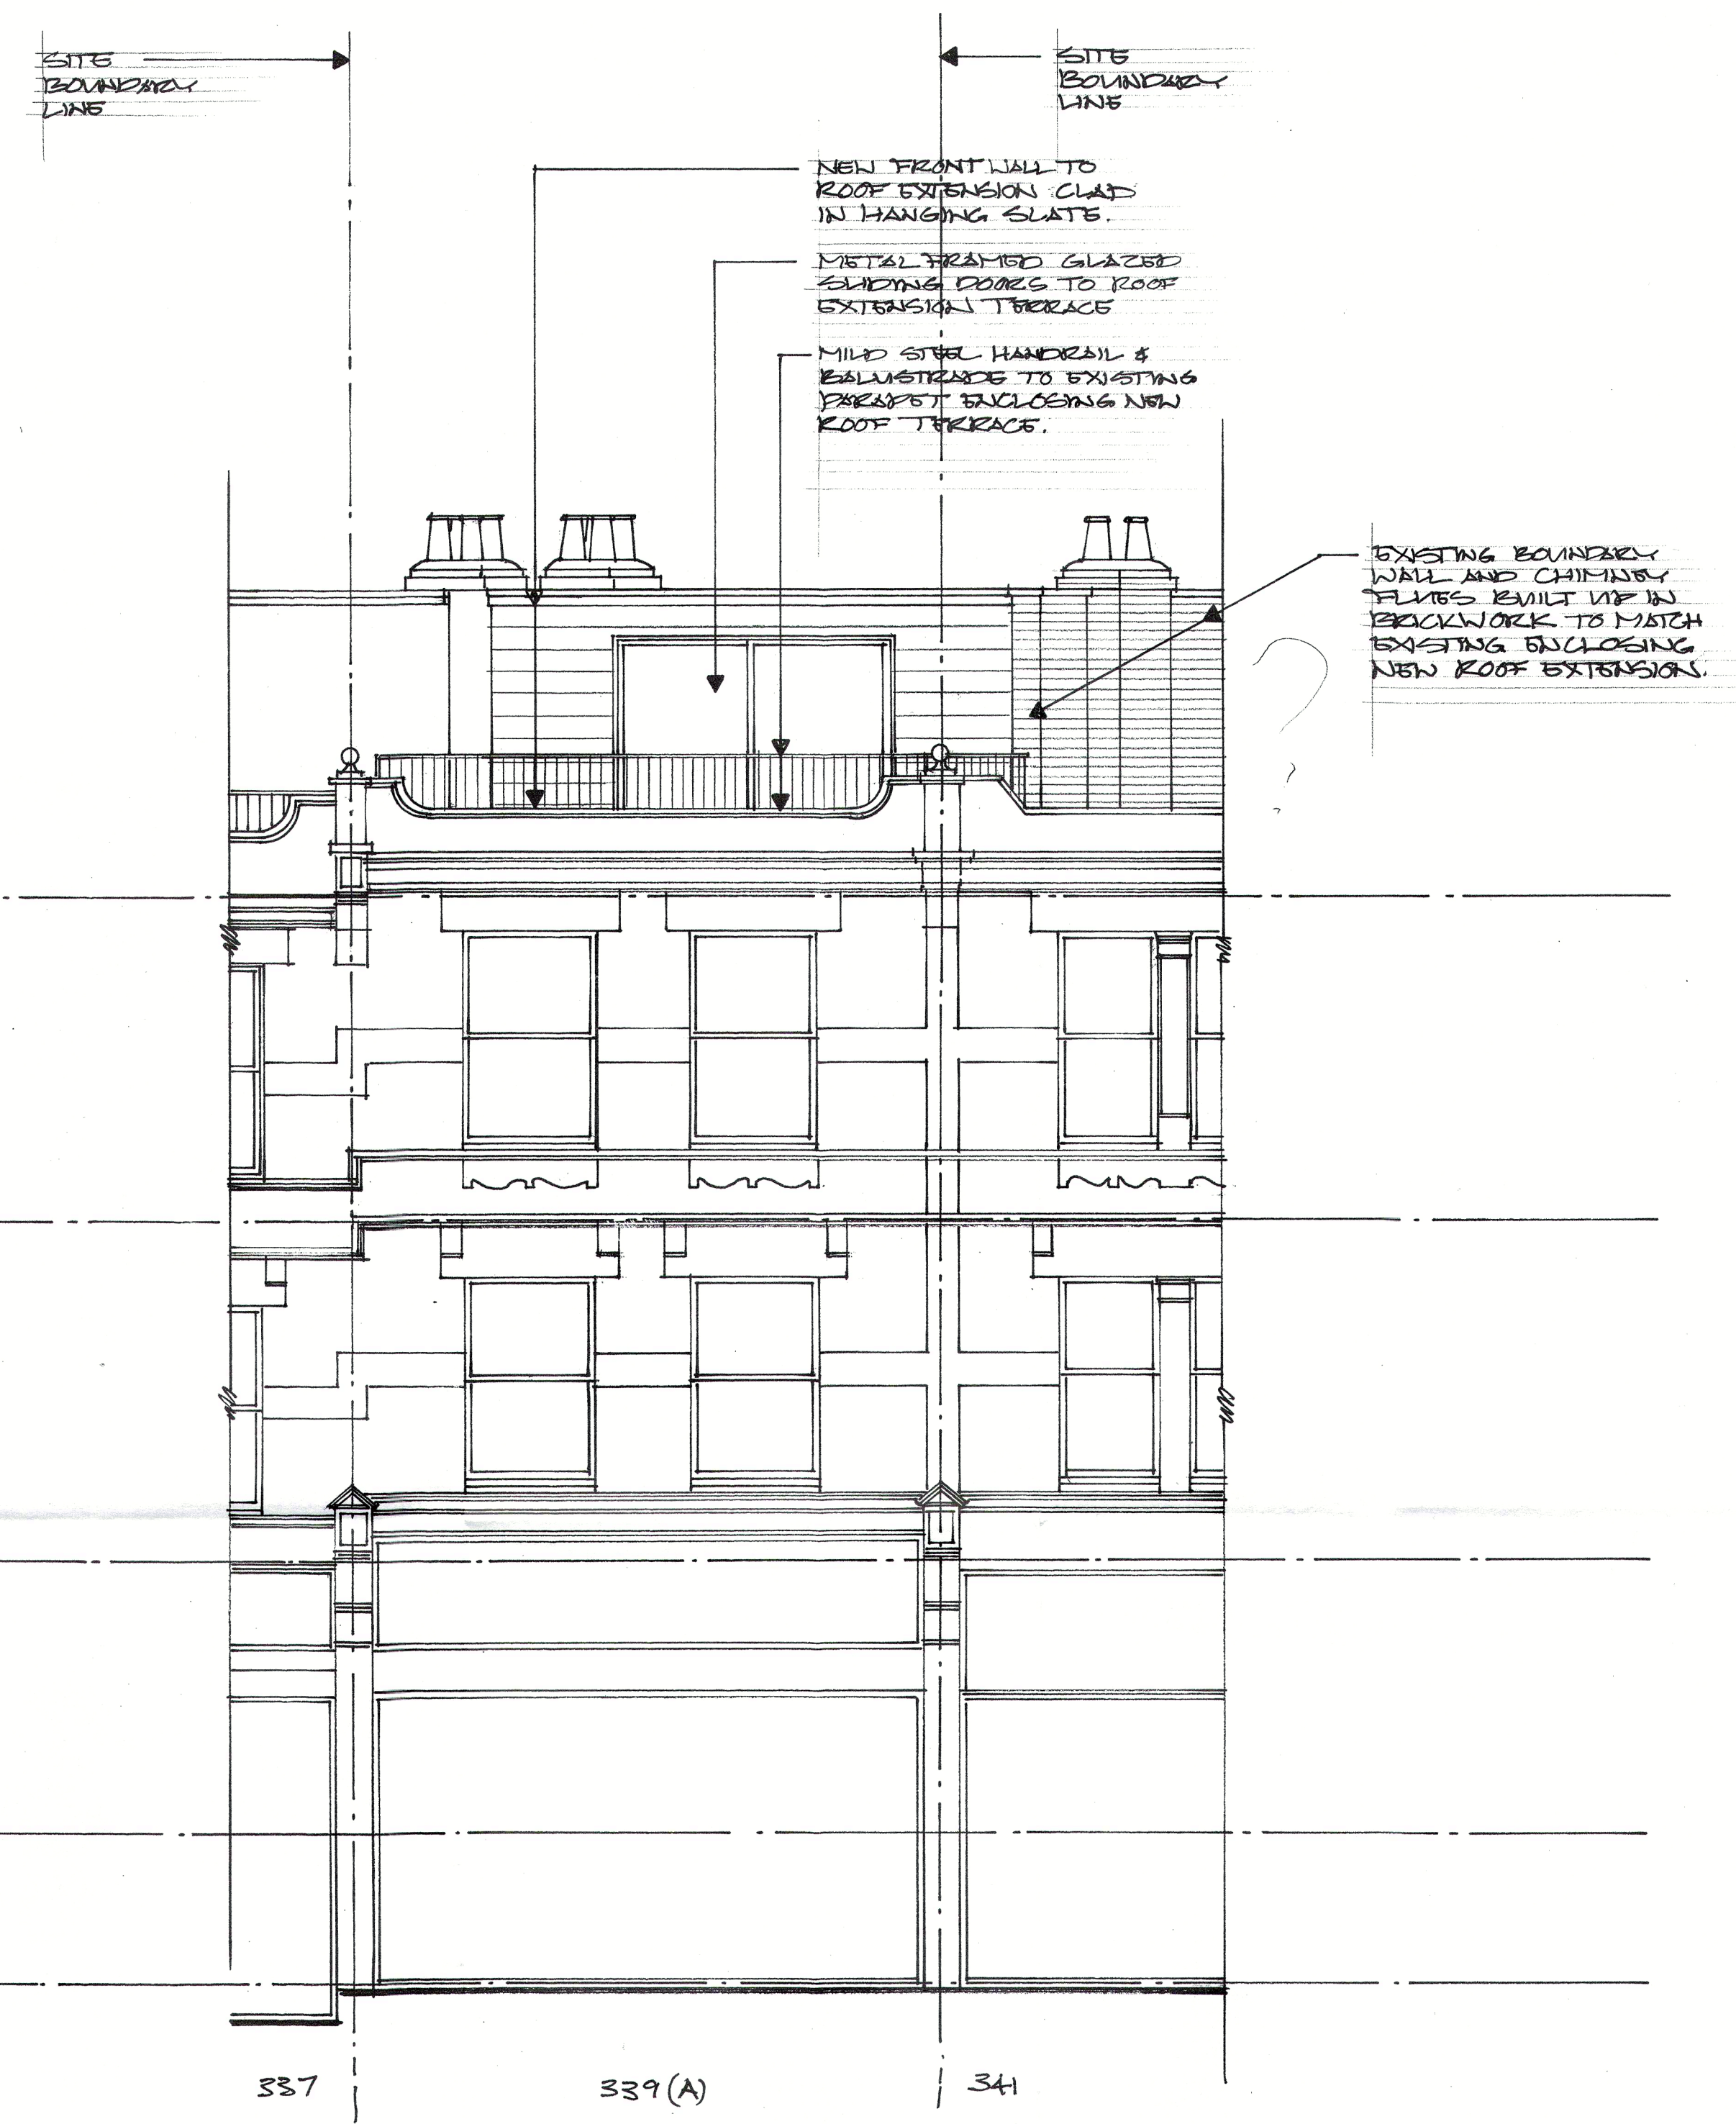 SITE
BOUNDARY
LINE
SITE
BOUNDARY
LINE
NEW FRONT WALL TO
ROOF EXTENSION CLAD
IN HANGING SLATE.
METAL FRAMED GLAZED
SLIDING DOORS TO ROOF
EXTENSION TERRACE
MILD STEEL HANDRAIL &
BALUSTRADE TO EXISTING
PARAPET ENCLOSING NEW
ROOF TERRACE.
EXISTING BOUNDARY
WALL AND CHIMNEY
FLUES BUILT UP IN
BRICKWORK TO MATCH
EXISTING ENCLOSING
NEW ROOF EXTENSION.
?
337
339(A)
341